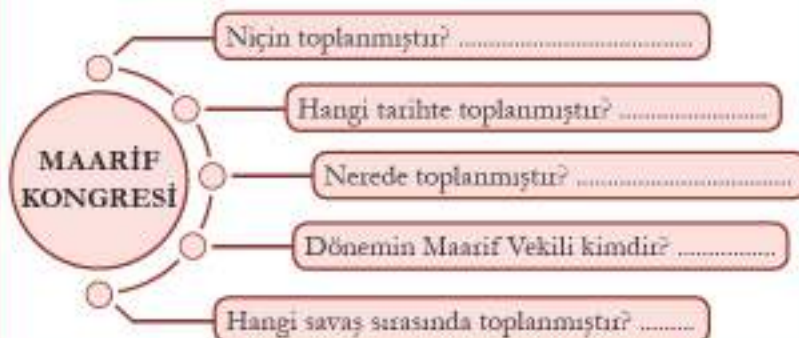 Niçin toplanmıştır? ........................................
Hangi tarihte toplanmıştır? .........................
MAARİF
KONGRESİ
Nerede toplanmıştır? .....................................
Dönemin Maarif Vekili kimdir? .................
Hangi savaş sırasında toplanmıştır? .........